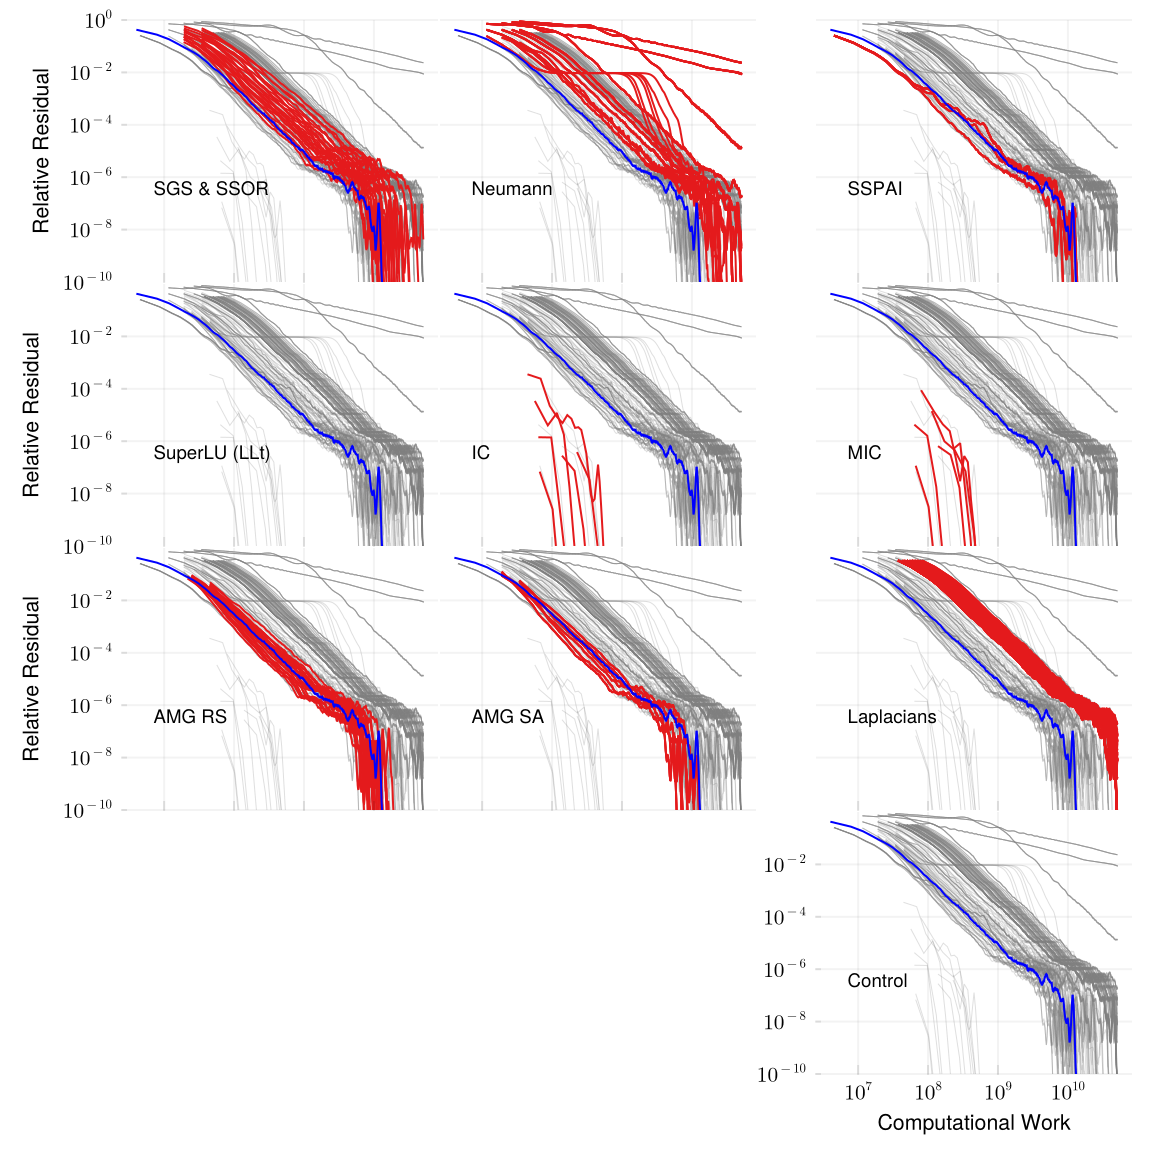 10^0
10^−2
10^−4
10^−6
10^−8
10^−10
Relative Residual
SGS & SSOR
Neumann
SSPAI
10^−2
10^−4
10^−6
10^−8
10^−10
Relative Residual
SuperLU (LLt)
IC
MIC
10^−2
10^−4
10^−6
10^−8
10^−10
Relative Residual
AMG RS
AMG SA
Laplacians
10^−2
10^−4
10^−6
10^−8
10^−10
Control
10^7 10^8 10^9 10^10
Computational Work